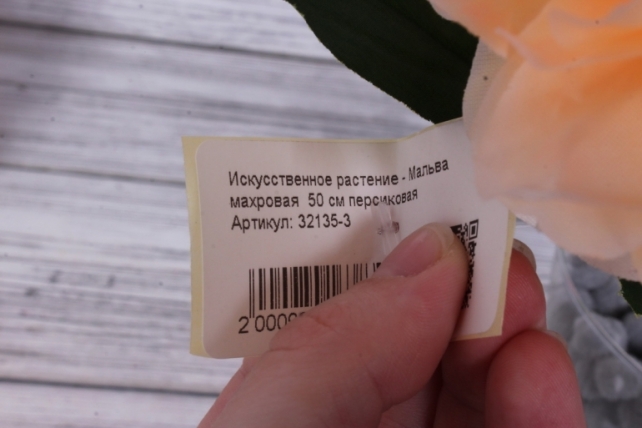 Искусственное растение - Мальва
махровая 50 см персиковая
Артикул: 32135-3